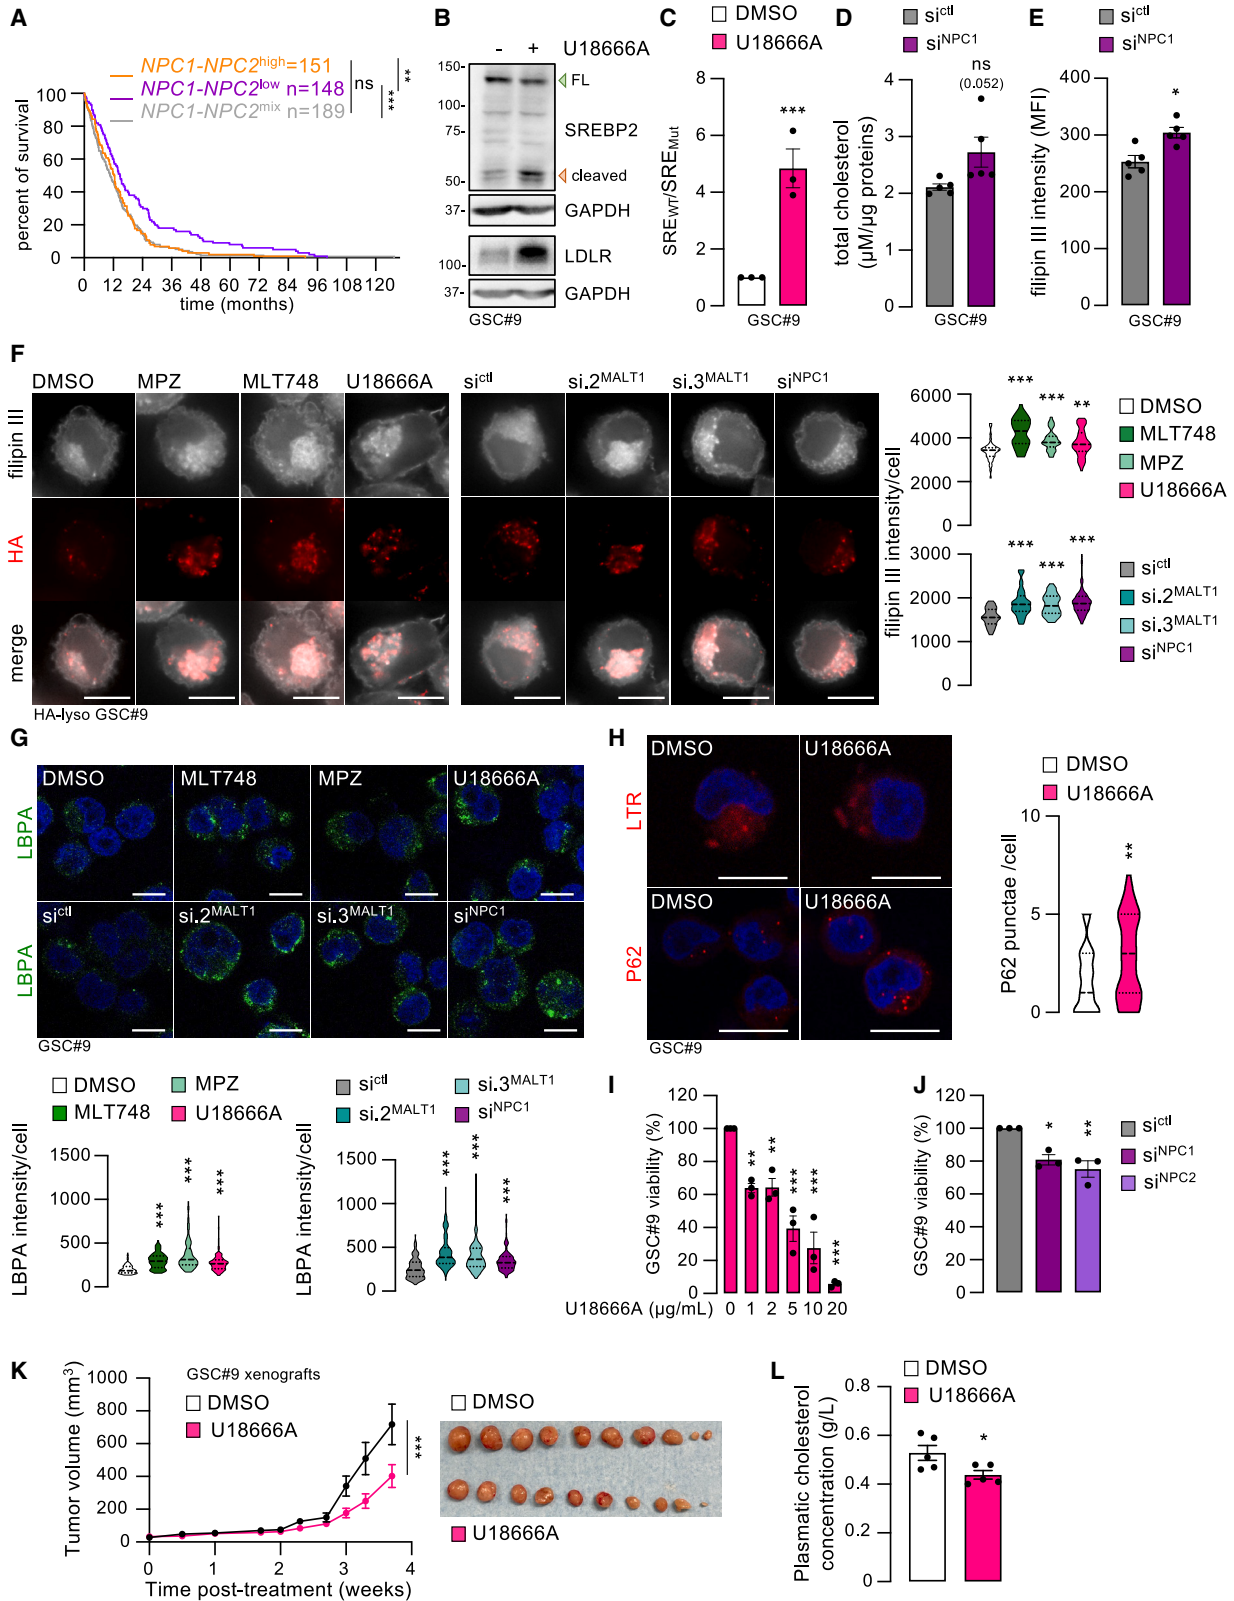 A
NPC1-NPC2high=151
NPC1-NPC2low n=148
NPC1-NPC2mix n=189
ns
**
***
percent of survival
100
80
60
40
20
0
0 12 24 36 48 60 72 84 96 108 120
time (months)
B
- + U18666A
150-
100-
75-
50-
FL
SREBP2
cleaved
37-
GAPDH
100-
LDLR
37-
GAPDH
GSC#9
C
DMSO
U18666A
SREWT/SREMut
8
6
4
2
0
***
GSC#9
D
sictl
siNPC1
total cholesterol
(µM/µg proteins)
4
3
2
1
0
ns
(0.052)
GSC#9
E
sictl
siNPC1
filipin III intensity (MFI)
400
300
200
100
0
*
GSC#9
F
DMSO MPZ MLT748 U18666A sictl si.2MALT1 si.3MALT1 siNPC1
filipin III
HA
merge
HA-lyso GSC#9
filipin III intensity/cell
6000
4000
2000
0
*** *** **
DMSO
MLT748
MPZ
U18666A
3000
2000
1000
0
*** *** ***
sictl
si.2MALT1
si.3MALT1
siNPC1
G
DMSO MLT748 MPZ U18666A
LBPA
sictl si.2MALT1 si.3MALT1 siNPC1
LBPA
GSC#9
DMSO MPZ
MLT748 U18666A
LBPA intensity/cell
1500
1000
500
0
*** *** ***
sictl si.3MALT1
si.2MALT1 siNPC1
LBPA intensity/cell
1500
1000
500
0
*** *** ***
H
DMSO U18666A
LTR
DMSO U18666A
P62
GSC#9
DMSO
U18666A
P62 punctae /cell
10
5
0
**
I
GSC#9 viability (%)
120
100
80
60
40
20
0
** ** *** *** ***
U18666A (µg/mL) 0 1 2 5 10 20
J
GSC#9 viability (%)
120
100
80
60
40
20
0
* **
sictl
siNPC1
siNPC2
K
GSC#9 xenografts
DMSO
U18666A
Tumor volume (mm3)
1000
800
600
400
200
0
***
0 1 2 3 4
Time post-treatment (weeks)
DMSO
U18666A
L
DMSO
U18666A
Plasmatic cholesterol
concentration (g/L)
0.8
0.6
0.4
0.2
0
*